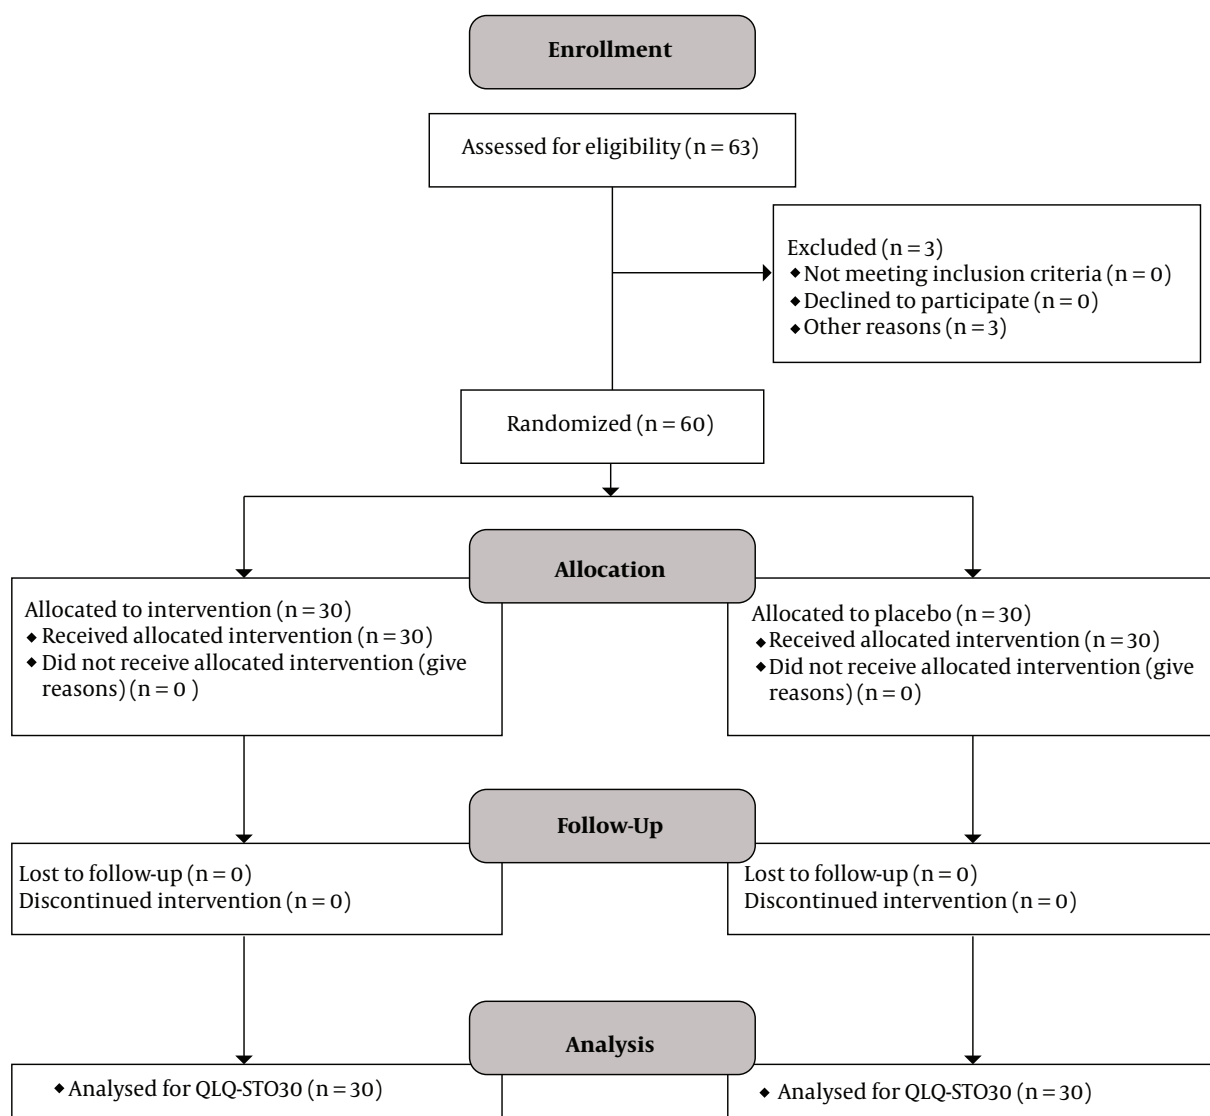 Enrollment
Assessed for eligibility (n = 63)
Excluded (n = 3)
◆ Not meeting inclusion criteria (n = 0)
◆ Declined to participate (n = 0)
◆ Other reasons (n = 3)
Randomized (n = 60)
Allocation
Allocated to intervention (n = 30)
◆ Received allocated intervention (n = 30)
◆ Did not receive allocated intervention (give
reasons) (n = 0 )
Allocated to placebo (n = 30)
◆ Received allocated intervention (n = 30)
◆ Did not receive allocated intervention (give
reasons) (n = 0)
Follow-Up
Lost to follow-up (n = 0)
Discontinued intervention (n = 0)
Lost to follow-up (n = 0)
Discontinued intervention (n = 0)
Analysis
◆ Analysed for QLQ-STO30 (n = 30)
◆ Analysed for QLQ-STO30 (n = 30)